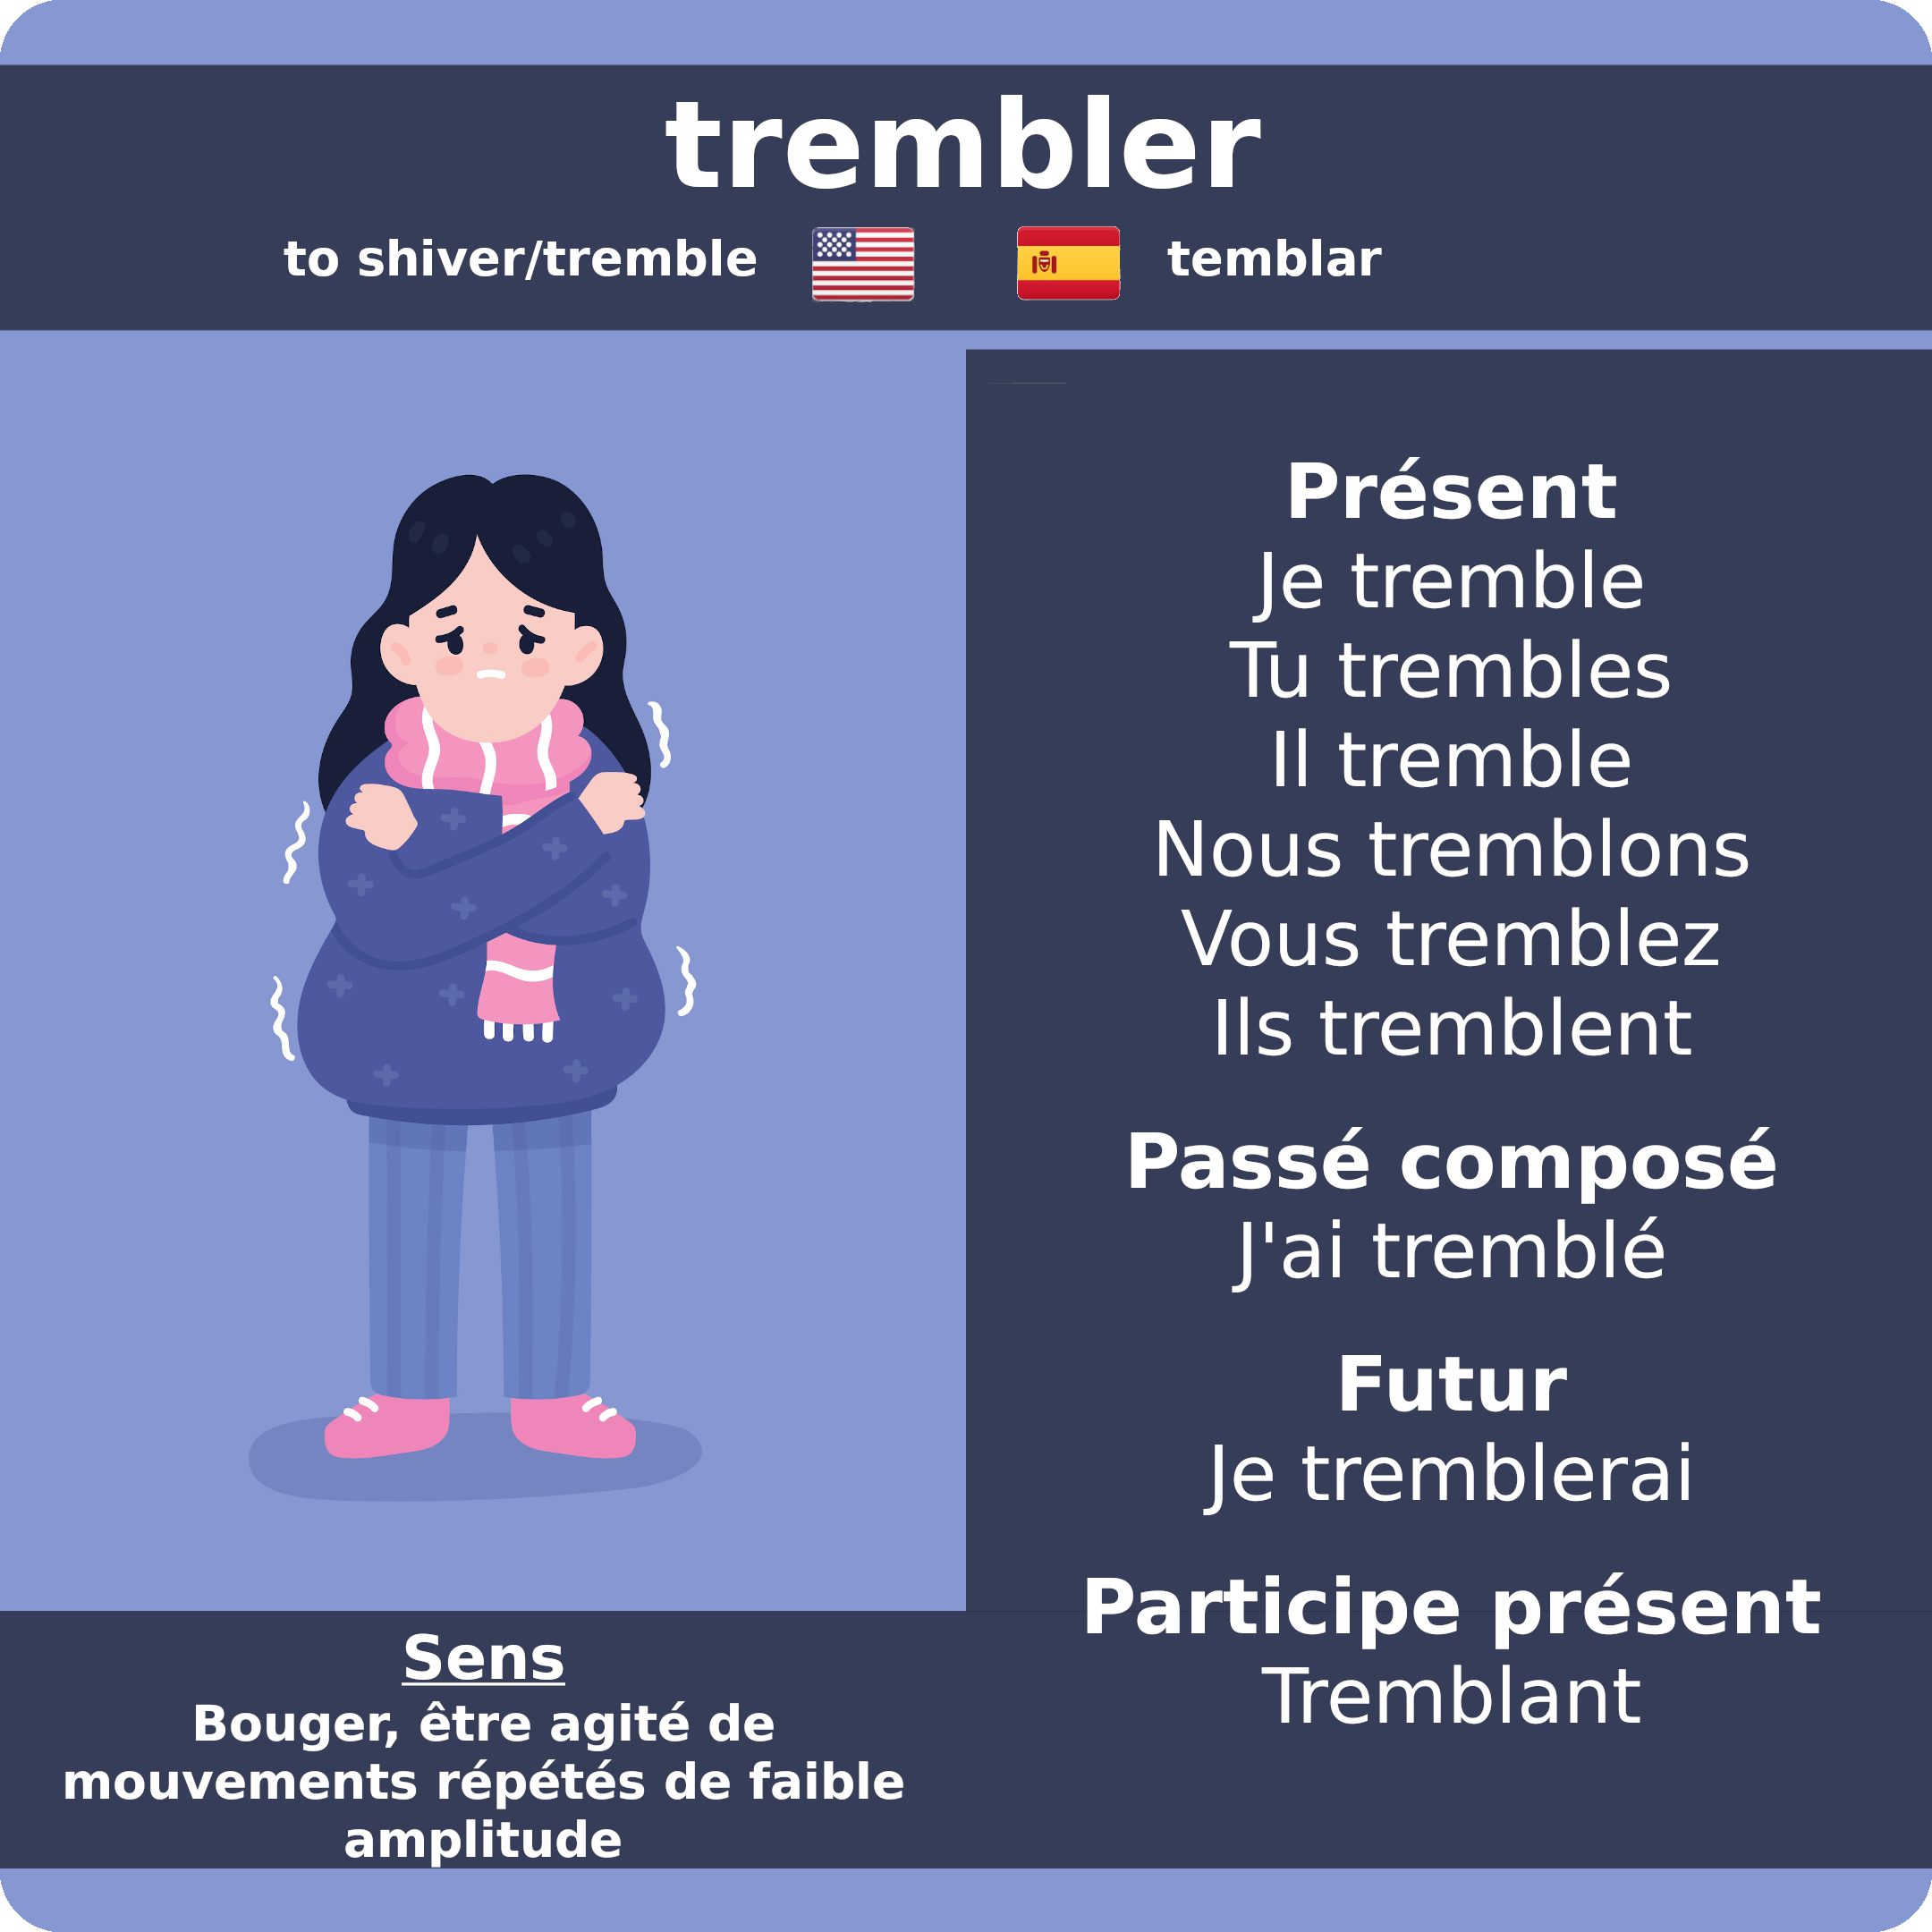 trembler
to shiver/tremble
temblar
Présent
Je tremble
Tu trembles
Il tremble
Nous tremblons
Vous tremblez
Ils tremblent
Passé composé
J'ai tremblé
Futur
Je tremblerai
Participe présent
Tremblant
Sens
Bouger, être agité de
mouvements répétés de faible
amplitude